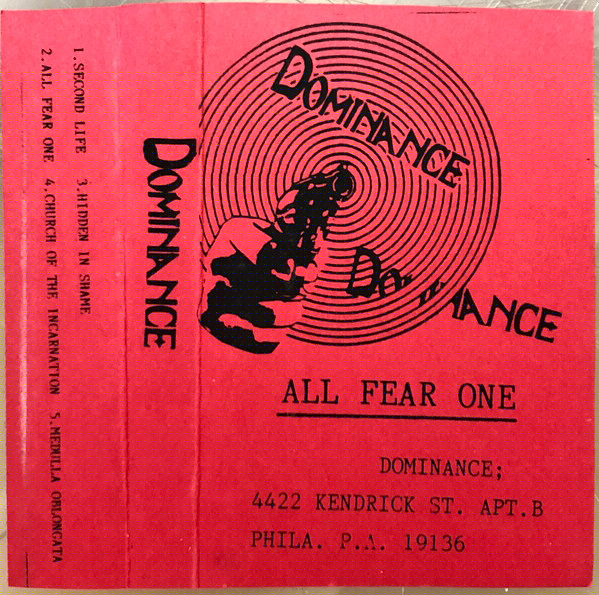 1.SECOND LIFE 3.HIDDEN IN SHAME
2.ALL FEAR ONE 4.CHURCH OF THE INCARNATION 5.MEDULLA OBLONGATA
DOMINANCE
DOMINANCE
DOMINANCE
ALL FEAR ONE
DOMINANCE;
4422 KENDRICK ST. APT.B
PHILA. P.A. 19136